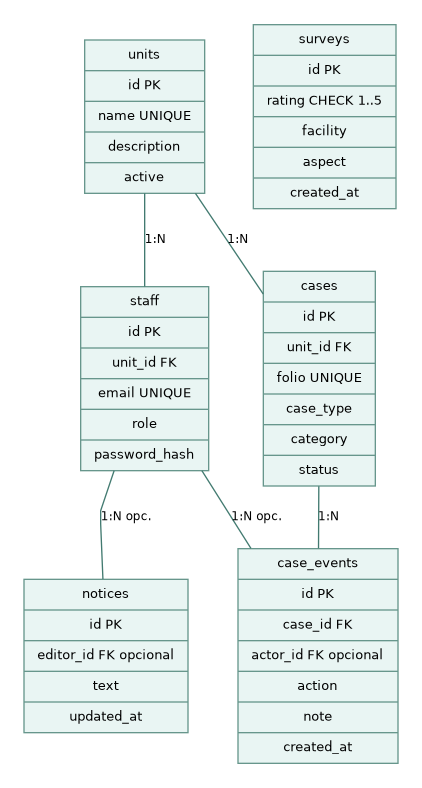 units
id PK
name UNIQUE
description
active
surveys
id PK
rating CHECK 1..5
facility
aspect
created_at
1:N
1:N
staff
id PK
unit_id FK
email UNIQUE
role
password_hash
cases
id PK
unit_id FK
folio UNIQUE
case_type
category
status
1:N opc.
1:N opc.
1:N
notices
id PK
editor_id FK opcional
text
updated_at
case_events
id PK
case_id FK
actor_id FK opcional
action
note
created_at